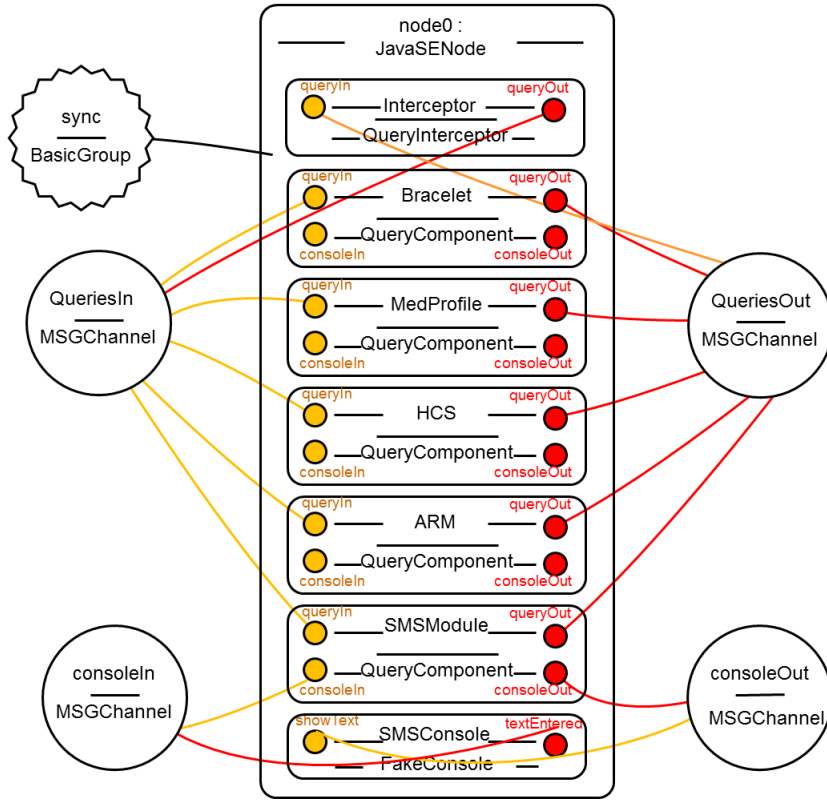 node0 :
JavaSENode
queryIn
queryOut
Interceptor
QueryInterceptor
sync
BasicGroup
queryIn
queryOut
Bracelet
QueryComponent
consoleIn
consoleOut
QueriesIn
MSGChannel
QueriesOut
MSGChannel
queryIn
queryOut
MedProfile
QueryComponent
consoleIn
consoleOut
queryIn
queryOut
HCS
QueryComponent
consoleIn
consoleOut
queryIn
queryOut
ARM
QueryComponent
consoleIn
consoleOut
queryIn
queryOut
SMSModule
QueryComponent
consoleIn
consoleOut
consoleIn
MSGChannel
consoleOut
MSGChannel
showText
textEntered
SMSConsole
FakeConsole